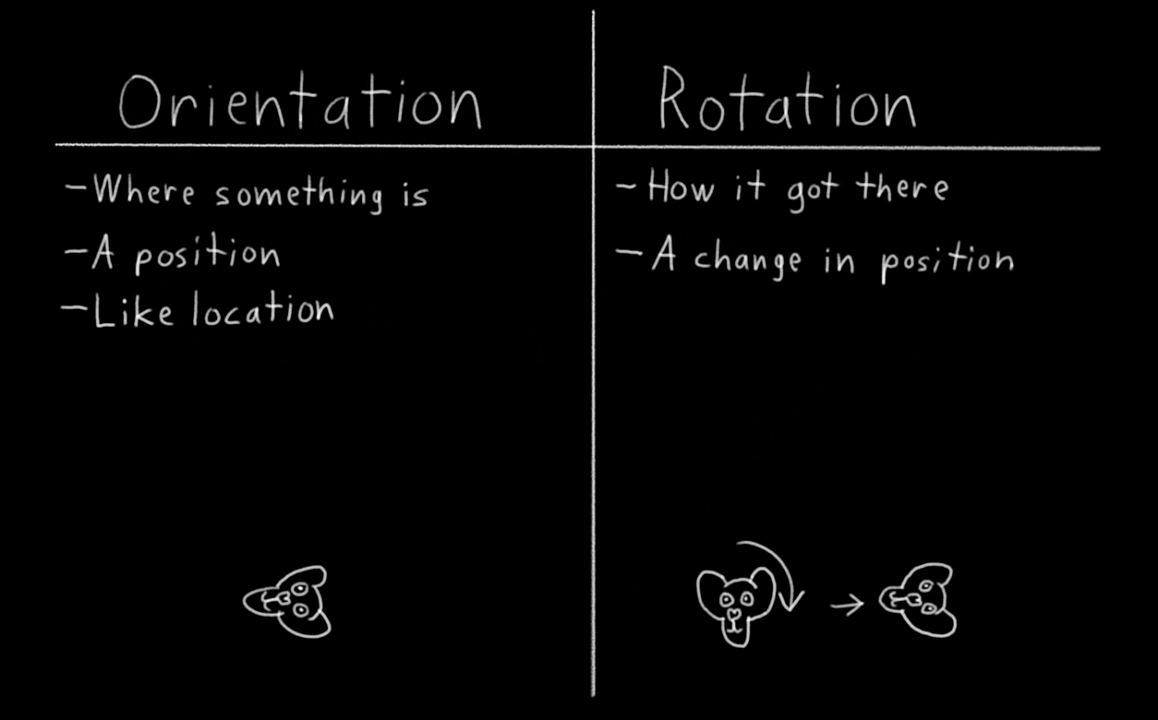 Orientation
-Where something is
-A position
-Like location
Rotation
-How it got there
-A change in position